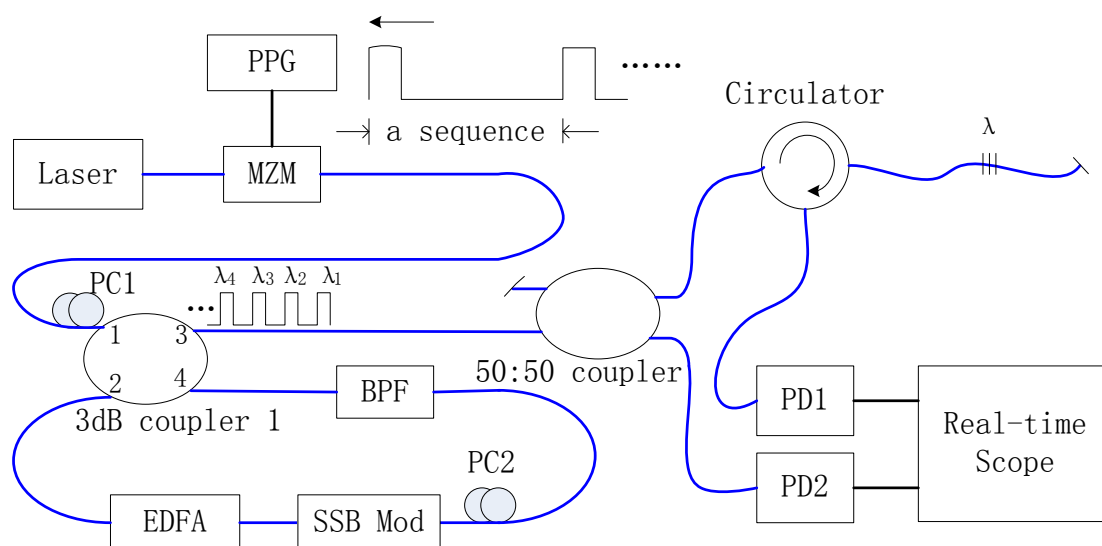 PPG
a sequence
……
Circulator
λ
Laser
MZM
PC1
λ4 λ3 λ2 λ1
…
1 3
2 4
3dB coupler 1
50:50 coupler
BPF
PC2
EDFA
SSB Mod
PD1
PD2
Real-time
Scope